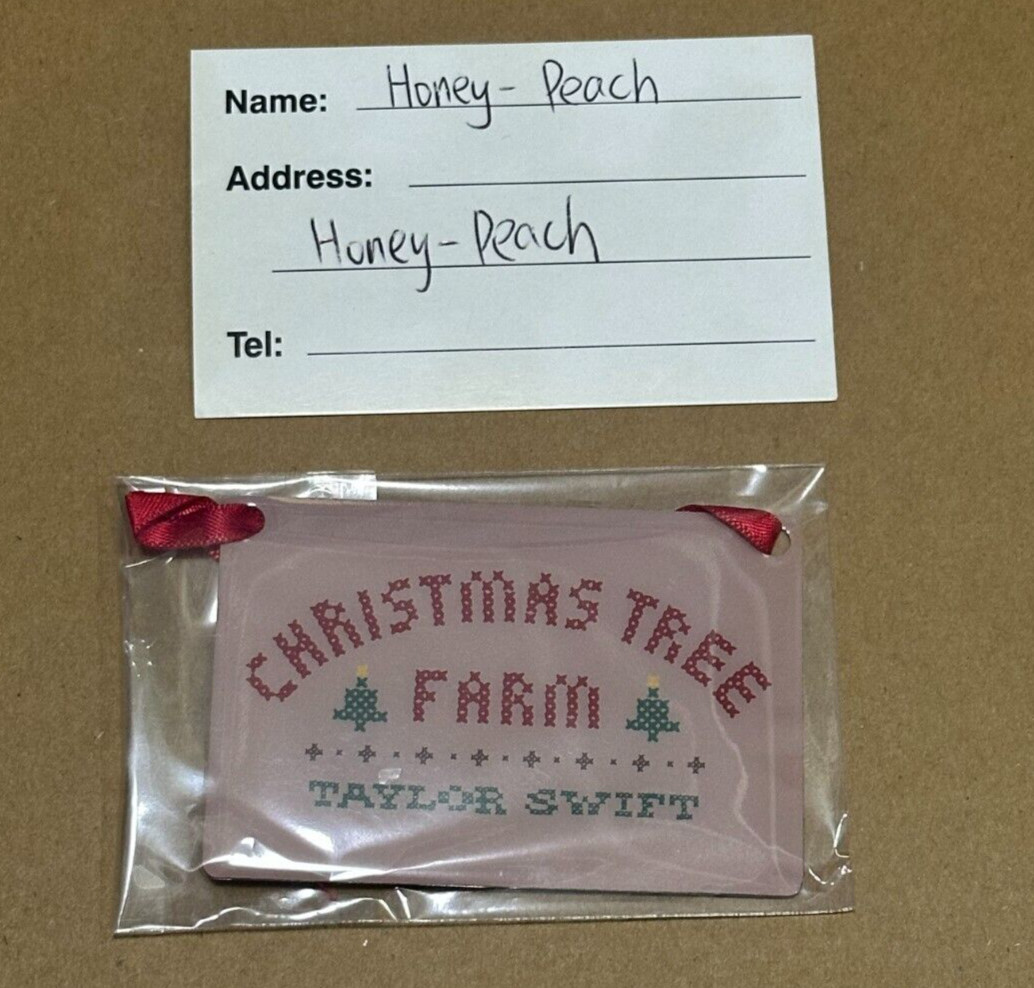 Name: Honey-Peach
Address:
Honey-Peach
Tel:
CHRISTMAS TREE
FARM
TAYLOR SWIFT